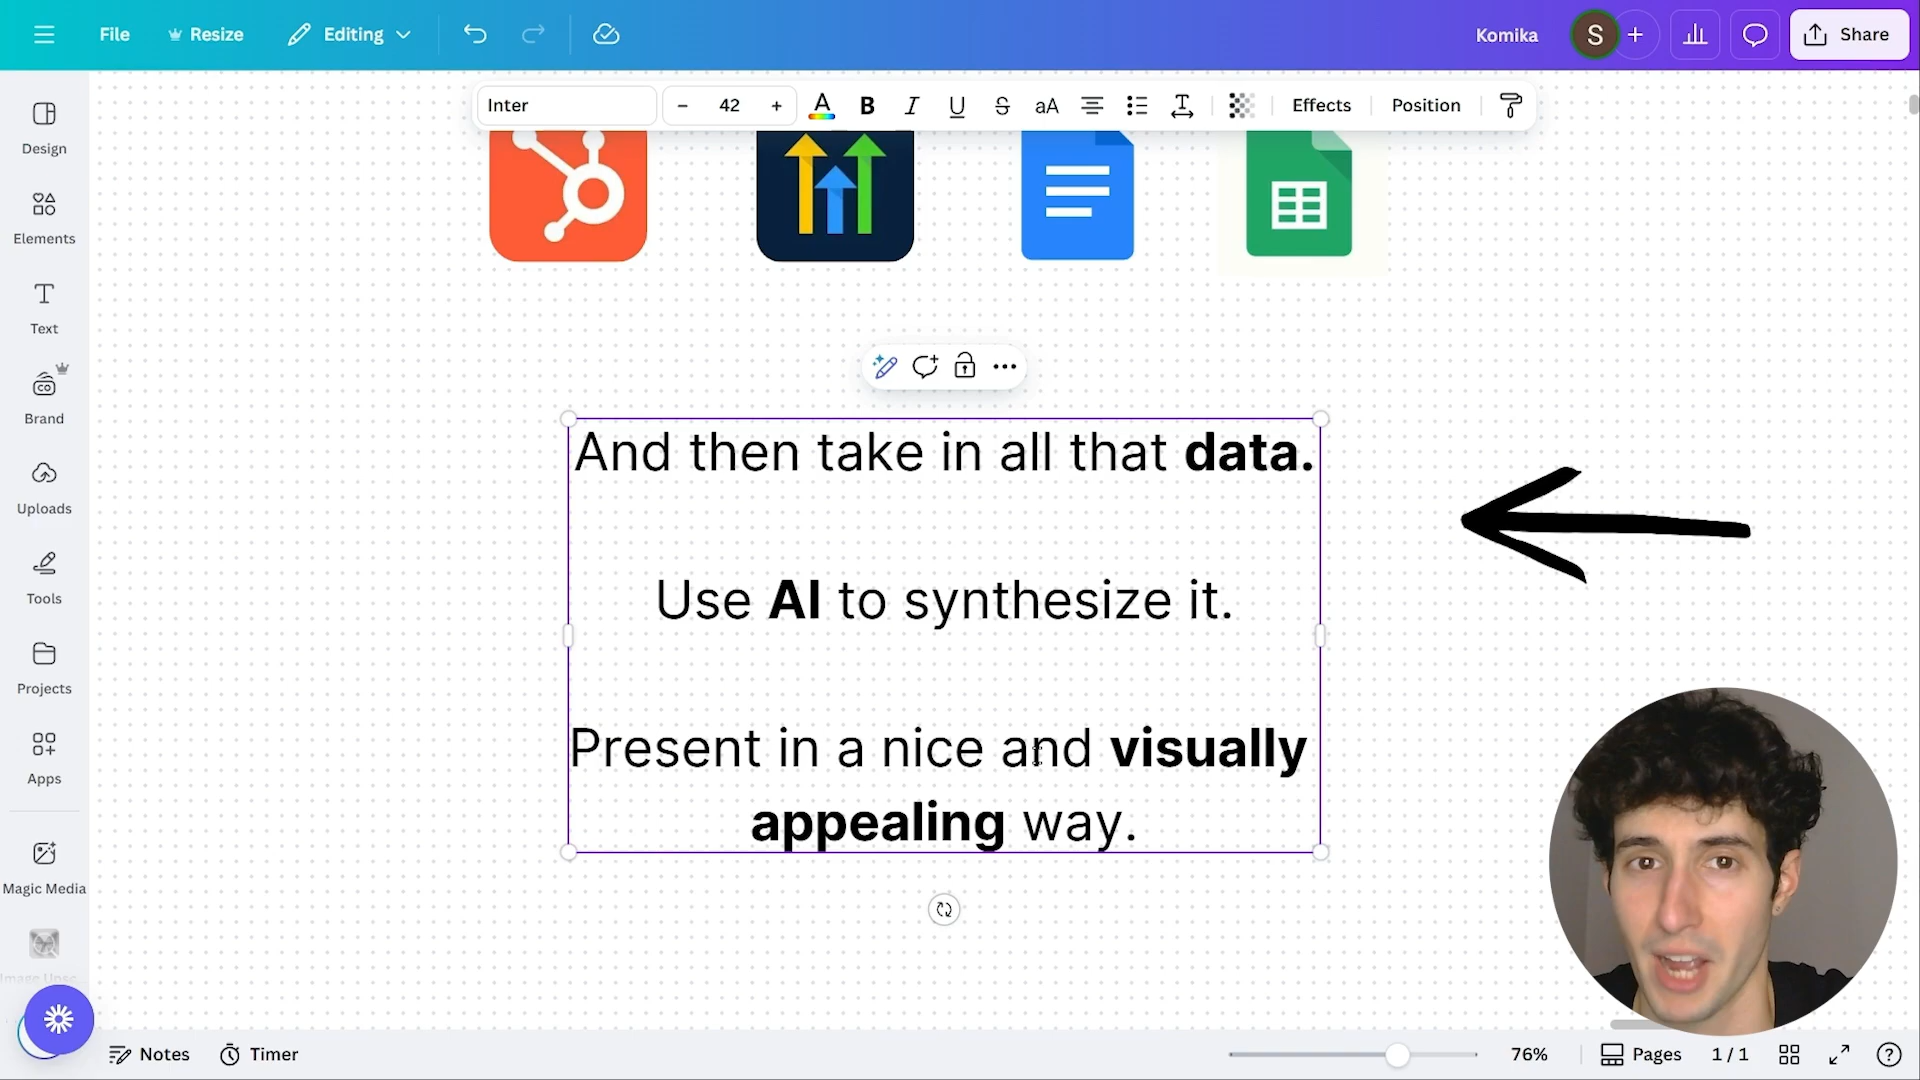 File
Resize
Editing
Komika
S
Share
Inter
42
aA
Effects
Position
Design
Elements
Text
Brand
Uploads
Tools
Projects
Apps
Magic Media
And then take in all that data.
Use AI to synthesize it.
Present in a nice and visually
appealing way.
Notes
Timer
76%
Pages
1 / 1